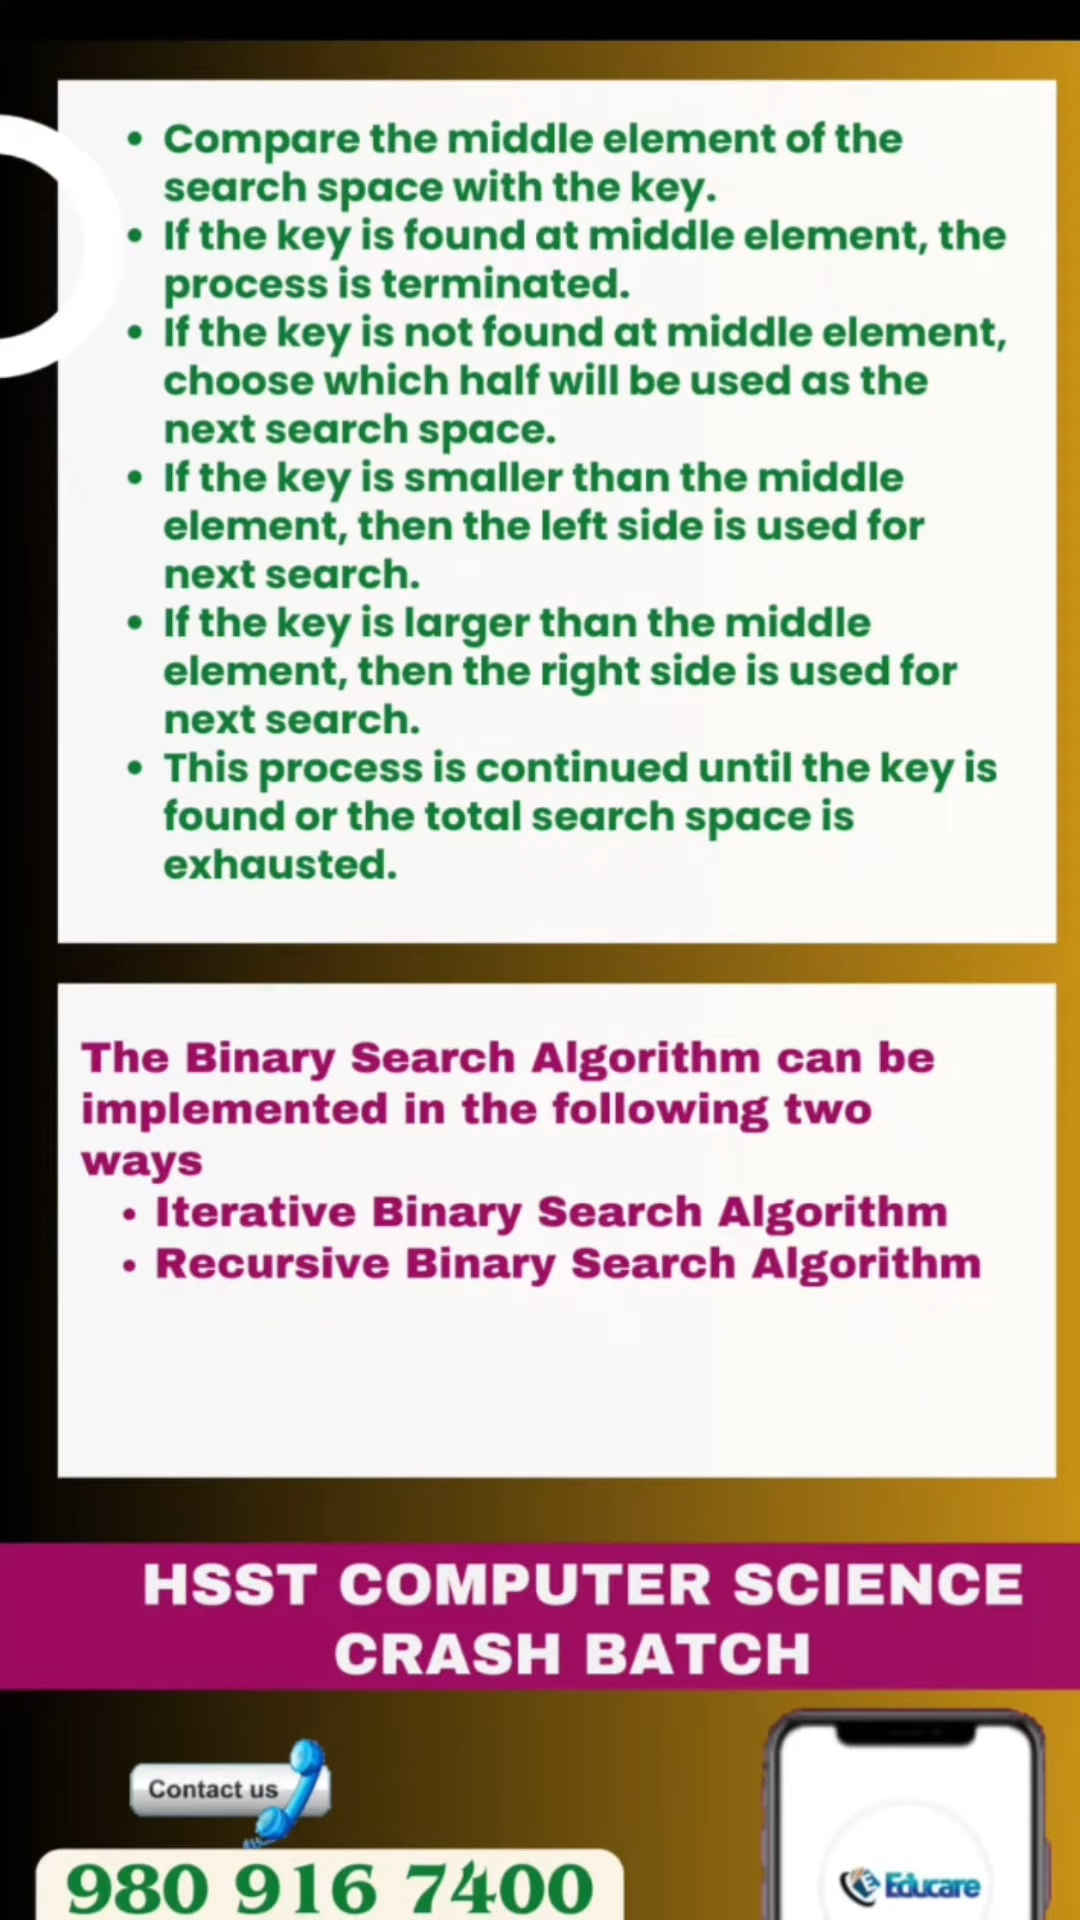 • Compare the middle element of the
search space with the key.
• If the key is found at middle element, the
process is terminated.
• If the key is not found at middle element,
choose which half will be used as the
next search space.
• If the key is smaller than the middle
element, then the left side is used for
next search.
• If the key is larger than the middle
element, then the right side is used for
next search.
• This process is continued until the key is
found or the total search space is
exhausted.
The Binary Search Algorithm can be
implemented in the following two
ways
• Iterative Binary Search Algorithm
• Recursive Binary Search Algorithm
HSST COMPUTER SCIENCE
CRASH BATCH
Contact us
980 916 7400
Educare